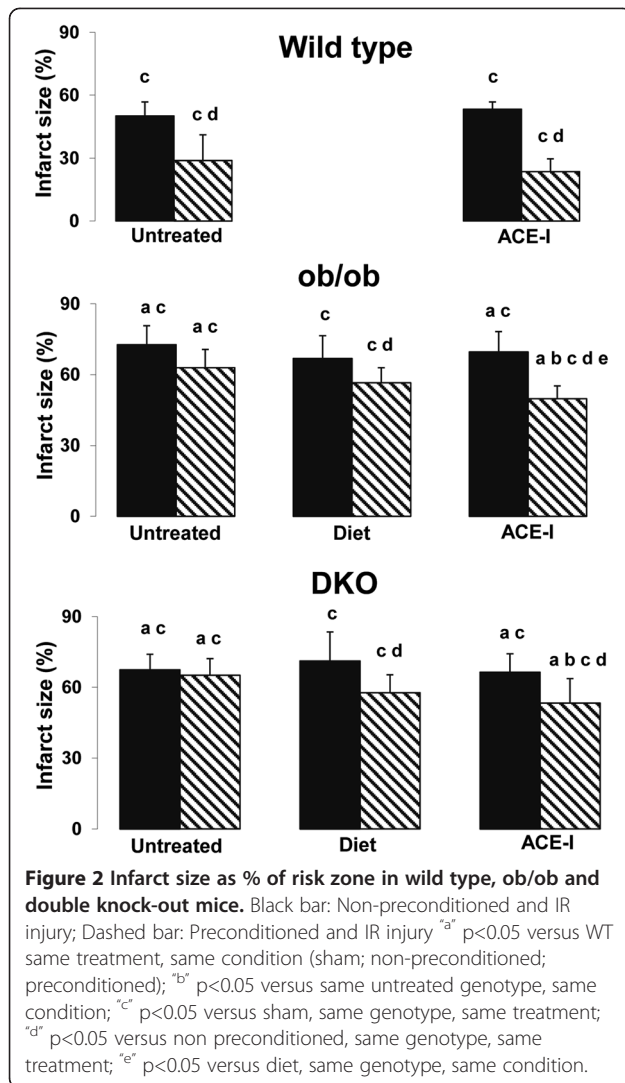 Wild type
Infarct size (%)
90
60
30
0
c
c d
c
c d
Untreated
ACE-I
ob/ob
Infarct size (%)
90
60
30
0
a c
a c
c
c d
a c
a b c d e
Untreated
Diet
ACE-I
DKO
Infarct size (%)
90
60
30
0
a c
a c
c
c d
a c
a b c d
Untreated
Diet
ACE-I
Figure 2 Infarct size as % of risk zone in wild type, ob/ob and
double knock-out mice. Black bar: Non-preconditioned and IR
injury; Dashed bar: Preconditioned and IR injury “a” p<0.05 versus WT
same treatment, same condition (sham; non-preconditioned;
preconditioned); “b” p<0.05 versus same untreated genotype, same
condition; “c” p<0.05 versus sham, same genotype, same treatment;
“d” p<0.05 versus non preconditioned, same genotype, same
treatment; “e” p<0.05 versus diet, same genotype, same condition.